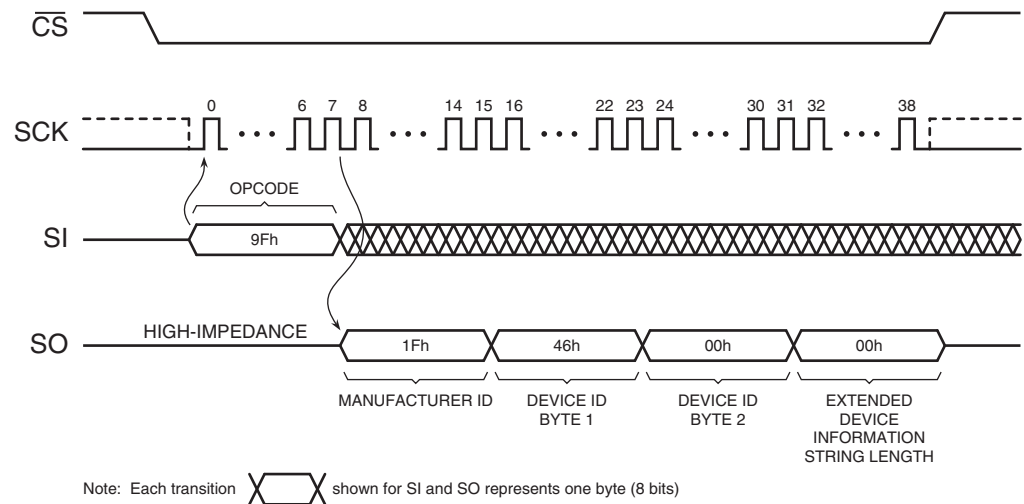 CS
SCK
0 6 7 8 14 15 16 22 23 24 30 31 32 38
OPCODE
SI
9Fh
HIGH-IMPEDANCE
SO
1Fh 46h 00h 00h
MANUFACTURER ID
DEVICE ID
BYTE 1
DEVICE ID
BYTE 2
EXTENDED
DEVICE
INFORMATION
STRING LENGTH
Note: Each transition shown for SI and SO represents one byte (8 bits)